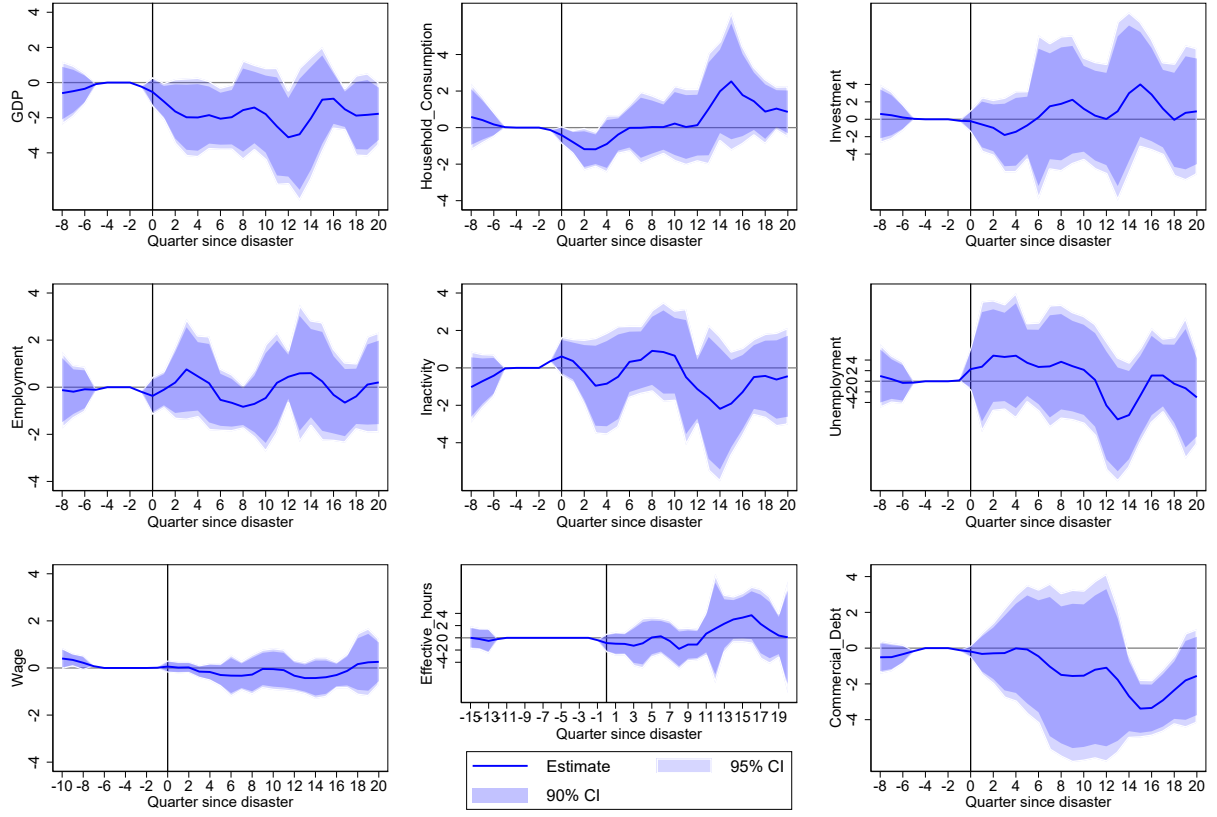 GDP
4 2 0 -2 -4
-8 -6 -4 -2 0 2 4 6 8 10 12 14 16 18 20
Quarter since disaster
Household_Consumption
4 2 0 -2 -4
-8 -6 -4 -2 0 2 4 6 8 10 12 14 16 18 20
Quarter since disaster
Investment
4 2 0 -2 -4
-8 -6 -4 -2 0 2 4 6 8 10 12 14 16 18 20
Quarter since disaster
Employment
4 2 0 -2 -4
-8 -6 -4 -2 0 2 4 6 8 10 12 14 16 18 20
Quarter since disaster
Inactivity
4 2 0 -2 -4
-8 -6 -4 -2 0 2 4 6 8 10 12 14 16 18 20
Quarter since disaster
Unemployment
4 2 0 -2 -4
-8 -6 -4 -2 0 2 4 6 8 10 12 14 16 18 20
Quarter since disaster
Wage
4 2 0 -2 -4
-10 -8 -6 -4 -2 0 2 4 6 8 10 12 14 16 18 20
Quarter since disaster
Effective_hours
4 2 0 -2 -4
-15 -13 -11 -9 -7 -5 -3 -1 1 3 5 7 9 11 13 15 17 19
Quarter since disaster
Commercial_Debt
4 2 0 -2 -4
-8 -6 -4 -2 0 2 4 6 8 10 12 14 16 18 20
Quarter since disaster
Estimate
95% CI
90% CI